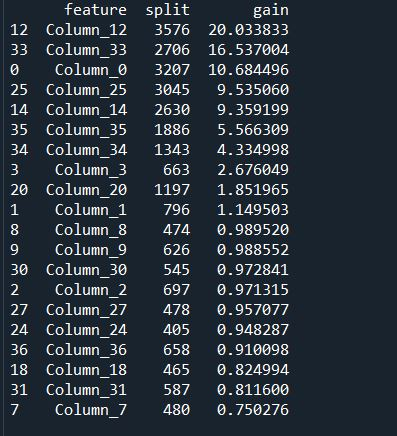 feature split gain
12 Column_12 3576 20.033833
33 Column_33 2706 16.537004
0 Column_0 3207 10.684496
25 Column_25 3045 9.535060
14 Column_14 2630 9.359199
35 Column_35 1886 5.566309
34 Column_34 1343 4.334998
3 Column_3 663 2.676049
20 Column_20 1197 1.851965
1 Column_1 796 1.149503
8 Column_8 474 0.989520
9 Column_9 626 0.988552
30 Column_30 545 0.972841
2 Column_2 697 0.971315
27 Column_27 478 0.957077
24 Column_24 405 0.948287
36 Column_36 658 0.910098
18 Column_18 465 0.824994
31 Column_31 587 0.811600
7 Column_7 480 0.750276